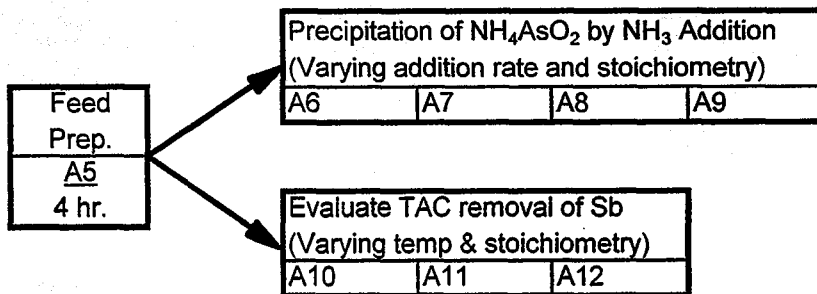 Feed
Prep.
A5
4 hr.
Precipitation of NH₄AsO₂ by NH₃ Addition
(Varying addition rate and stoichiometry)
A6 A7 A8 A9
Evaluate TAC removal of Sb
(Varying temp & stoichiometry)
A10 A11 A12